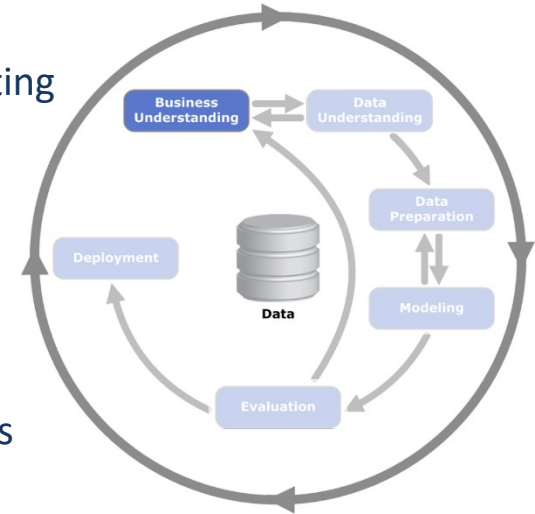 ting
Business
Understanding
Data
Understanding
Data
Preparation
Deployment
Data
Modeling
Evaluation
s